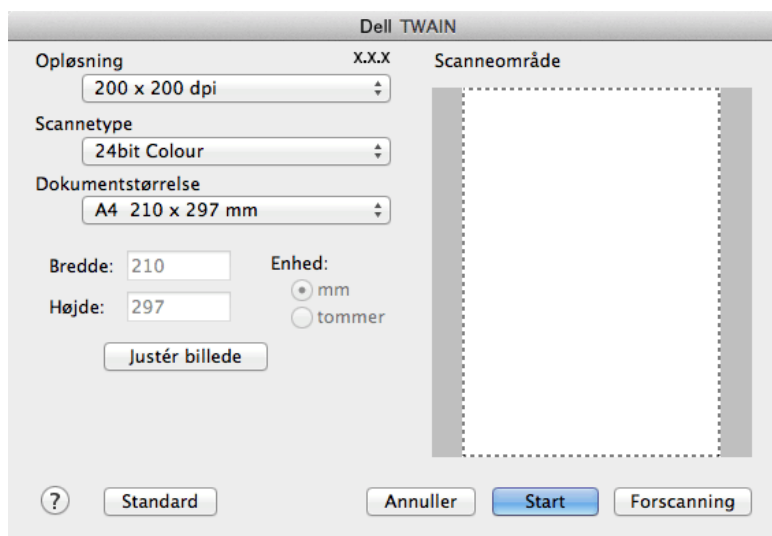 Dell TWAIN
Opløsning X.X.X
200 x 200 dpi
Scannetype
24bit Colour
Dokumentstørrelse
A4 210 x 297 mm
Bredde: 210
Højde: 297
Enhed:
mm
tommer
Justér billede
Scanneområde
? Standard Annuller Start Forscanning